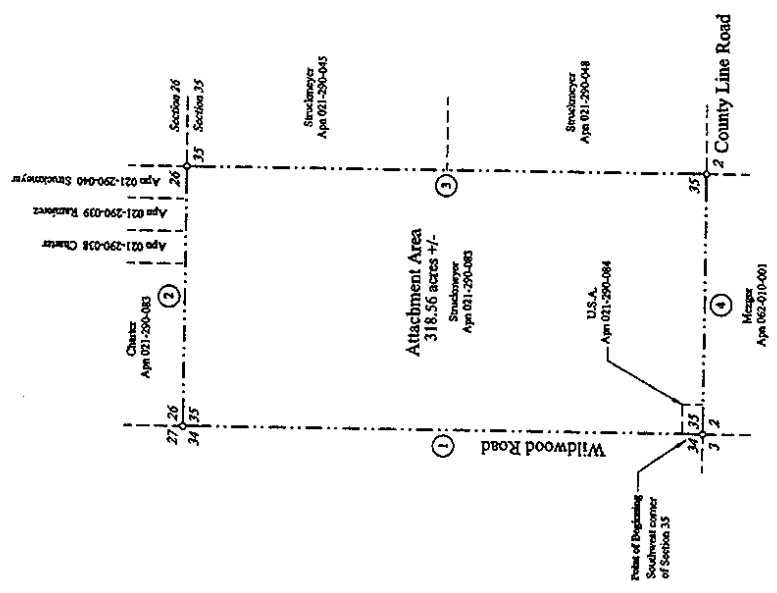 Section 26
Section 35
Apn 021-290-040 Struckmeyer
Apn 021-290-039 Ramierez
Apn 021-290-038 Charter
26
35
Struckmeyer
Apn 021-290-045
Struckmeyer
Apn 021-290-048
Charter
Apn 021-290-083
2
27
26
34
35
3
Attachment Area
318.56 acres +/-
Struckmeyer
Apn 021-290-083
U.S.A.
Apn 021-290-084
1
Wildwood Road
35
2
County Line Road
4
Mezger
Apn 062-010-001
34
35
3
2
Point of Beginning
Southwest corner
of Section 35